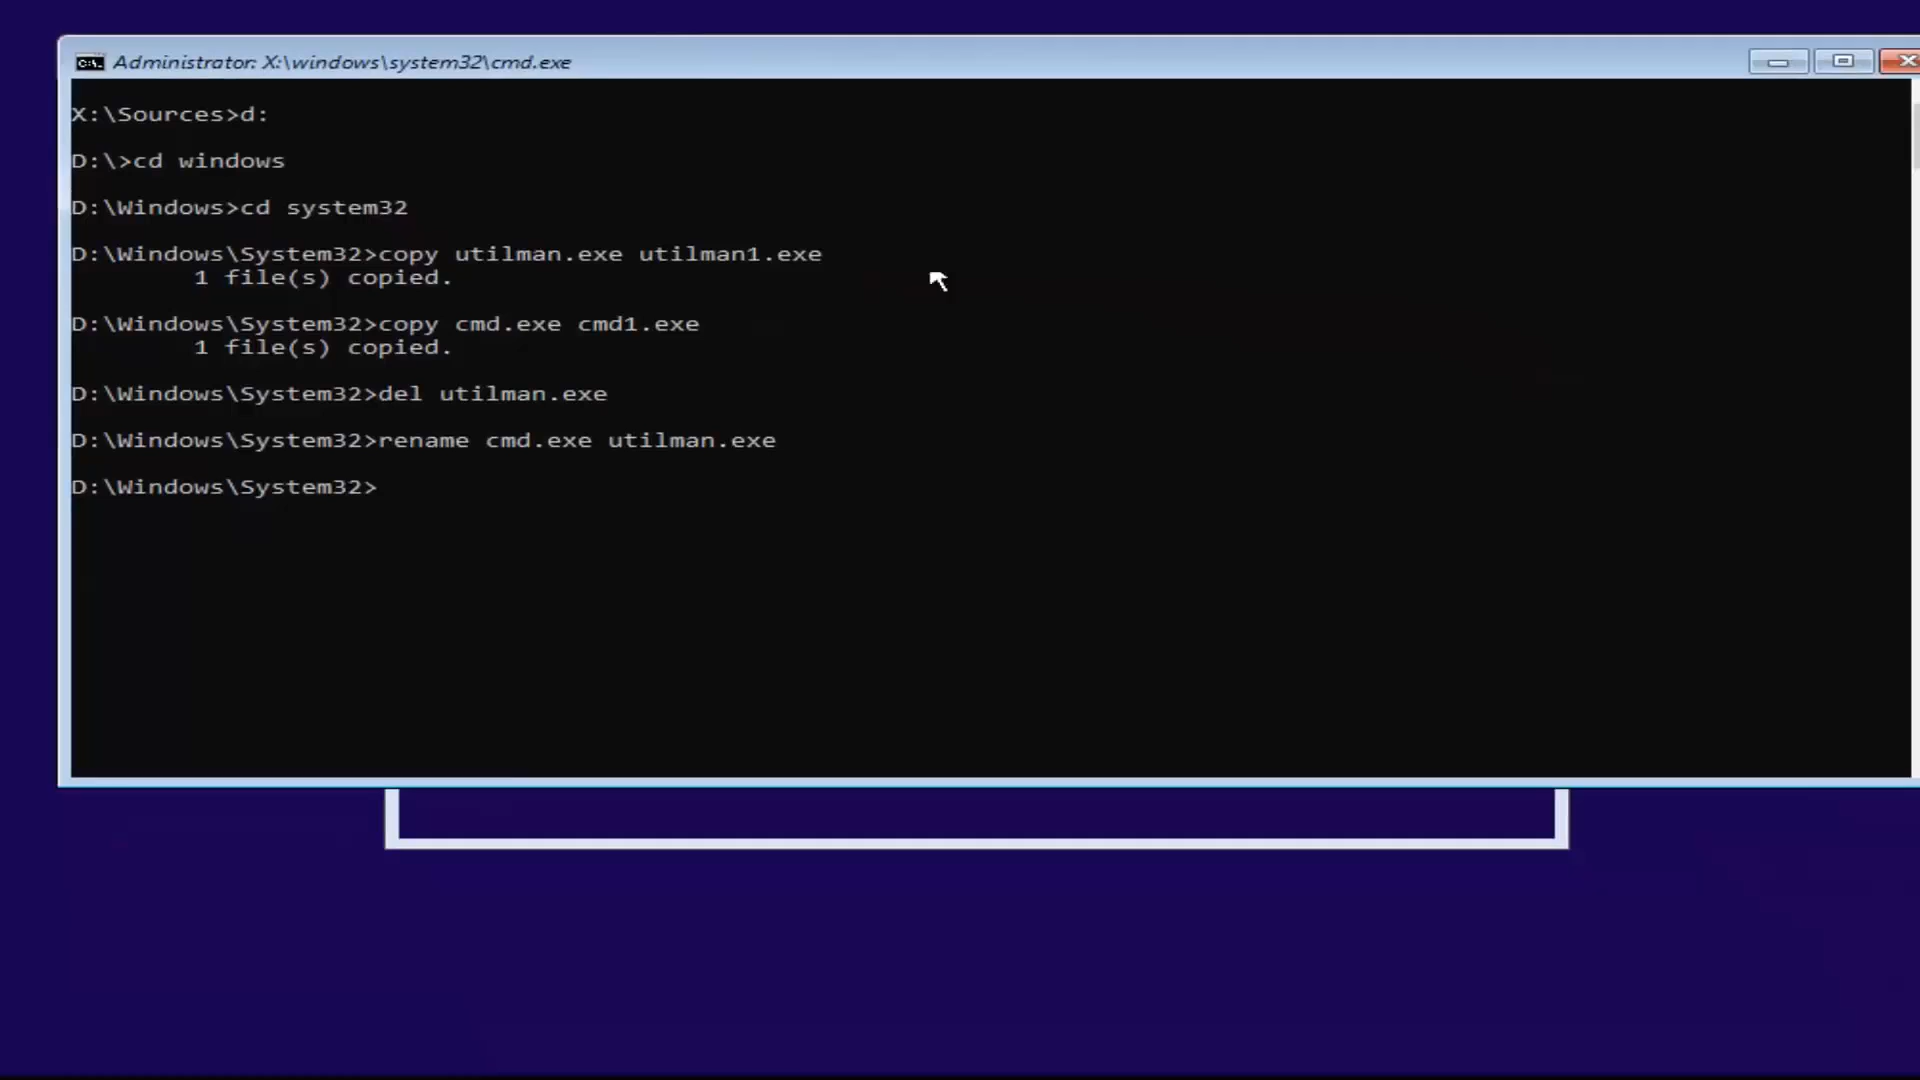 Administrator: X:\windows\system32\cmd.exe
X:\Sources>d:
D:\>cd windows
D:\Windows>cd system32
D:\Windows\System32>copy utilman.exe utilman1.exe
1 file(s) copied.
D:\Windows\System32>copy cmd.exe cmd1.exe
1 file(s) copied.
D:\Windows\System32>del utilman.exe
D:\Windows\System32>rename cmd.exe utilman.exe
D:\Windows\System32>